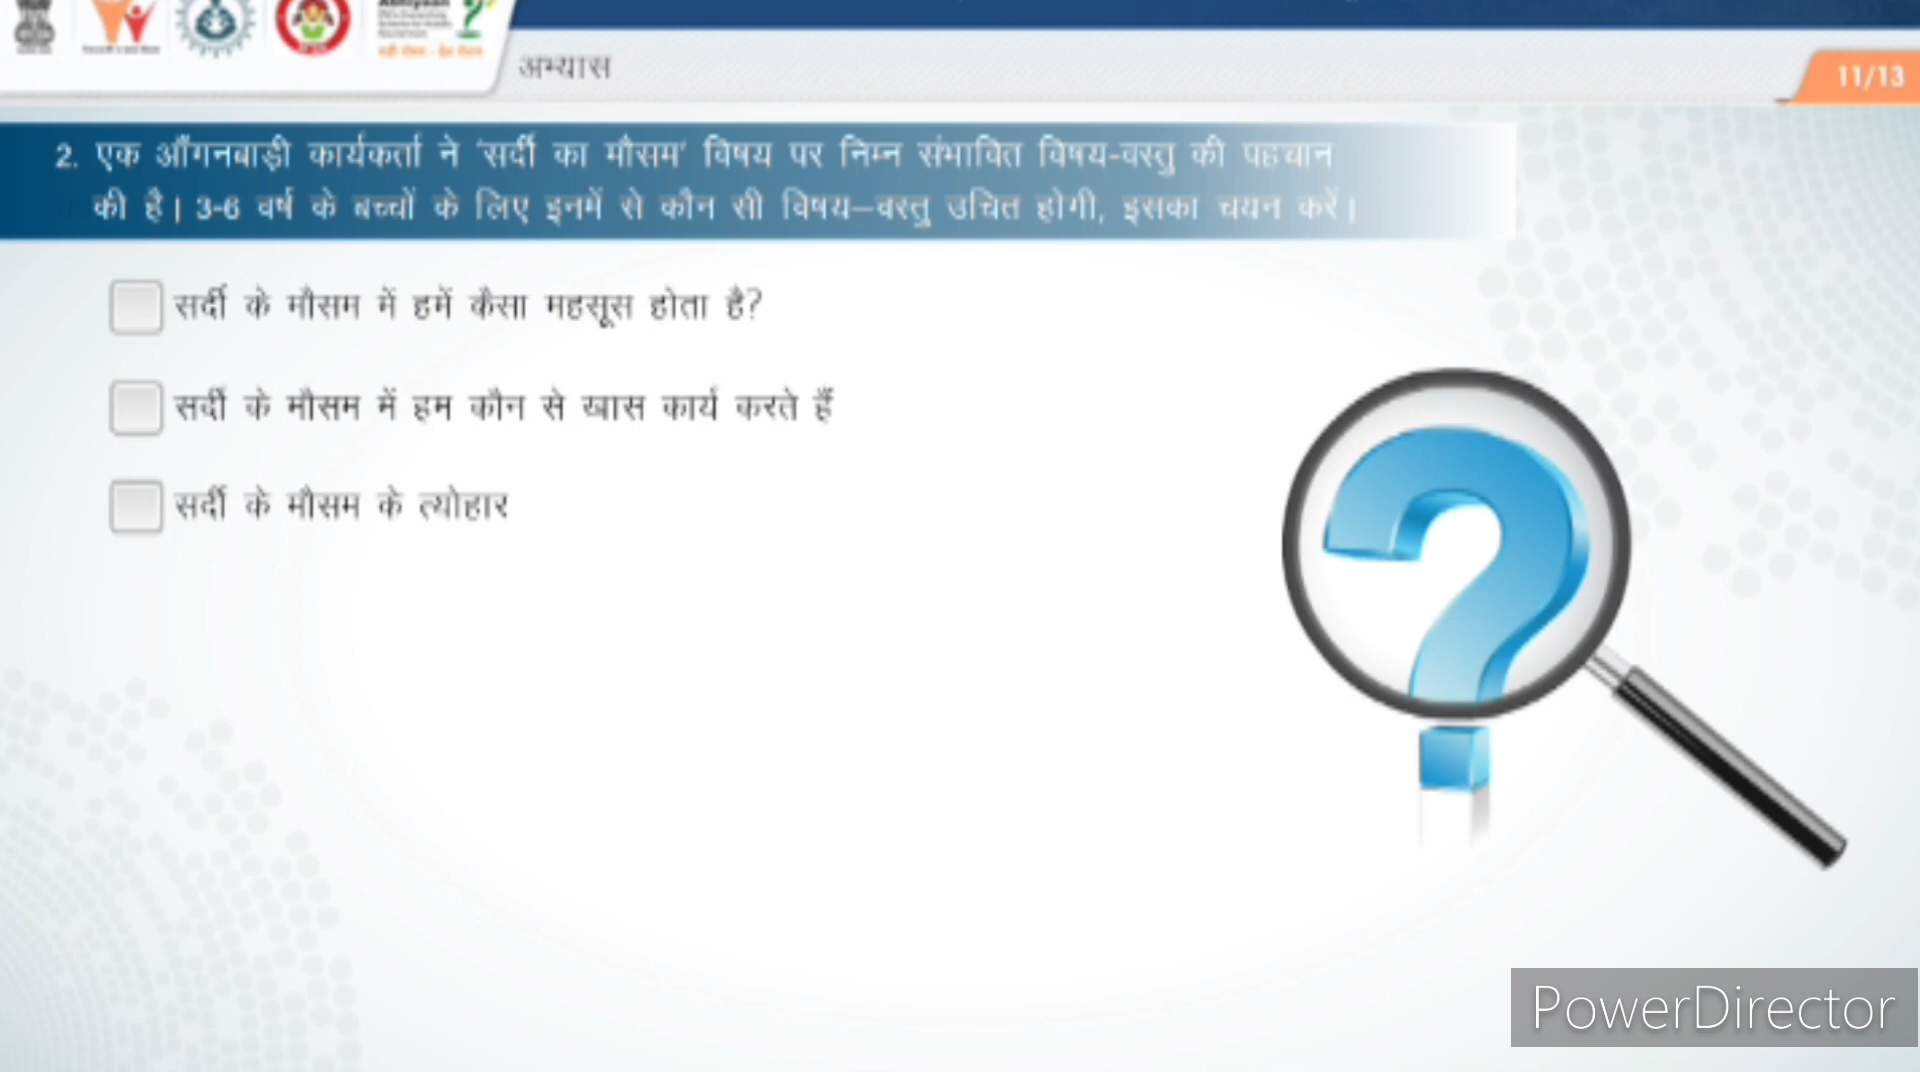 अभ्यास
11/13
2. एक आँगनबाड़ी कार्यकर्ता ने 'सर्दी का मौसम' विषय पर निम्न संभावित विषय-वस्तु की पहचान
की है। 3-6 वर्ष के बच्चों के लिए इनमें से कौन सी विषय–वस्तु उचित होगी, इसका चयन करें।
सर्दी के मौसम में हमें कैसा महसूस होता है?
सर्दी के मौसम में हम कौन से खास कार्य करते हैं
सर्दी के मौसम के त्योहार
PowerDirector